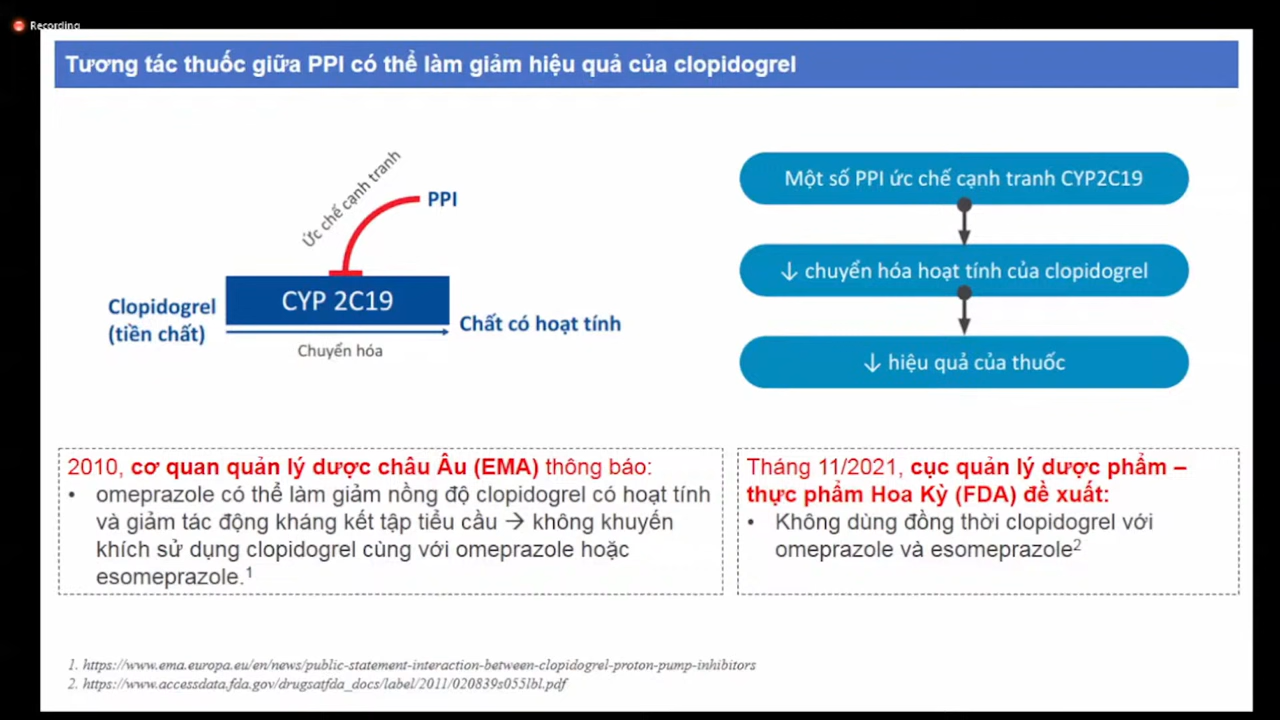 Recording
Tương tác thuốc giữa PPI có thể làm giảm hiệu quả của clopidogrel
Ức chế cạnh tranh
PPI
CYP 2C19
Clopidogrel
(tiền chất)
Chất có hoạt tính
Chuyển hóa
Một số PPI ức chế cạnh tranh CYP2C19
↓ chuyển hóa hoạt tính của clopidogrel
↓ hiệu quả của thuốc
2010, cơ quan quản lý dược châu Âu (EMA) thông báo:
• omeprazole có thể làm giảm nồng độ clopidogrel có hoạt tính
và giảm tác động kháng kết tập tiểu cầu → không khuyến
khích sử dụng clopidogrel cùng với omeprazole hoặc
esomeprazole.1
Tháng 11/2021, cục quản lý dược phẩm –
thực phẩm Hoa Kỳ (FDA) đề xuất:
• Không dùng đồng thời clopidogrel với
omeprazole và esomeprazole2
1. https://www.ema.europa.eu/en/news/public-statement-interaction-between-clopidogrel-proton-pump-inhibitors
2. https://www.accessdata.fda.gov/drugsatfda_docs/label/2011/020839s055lbl.pdf